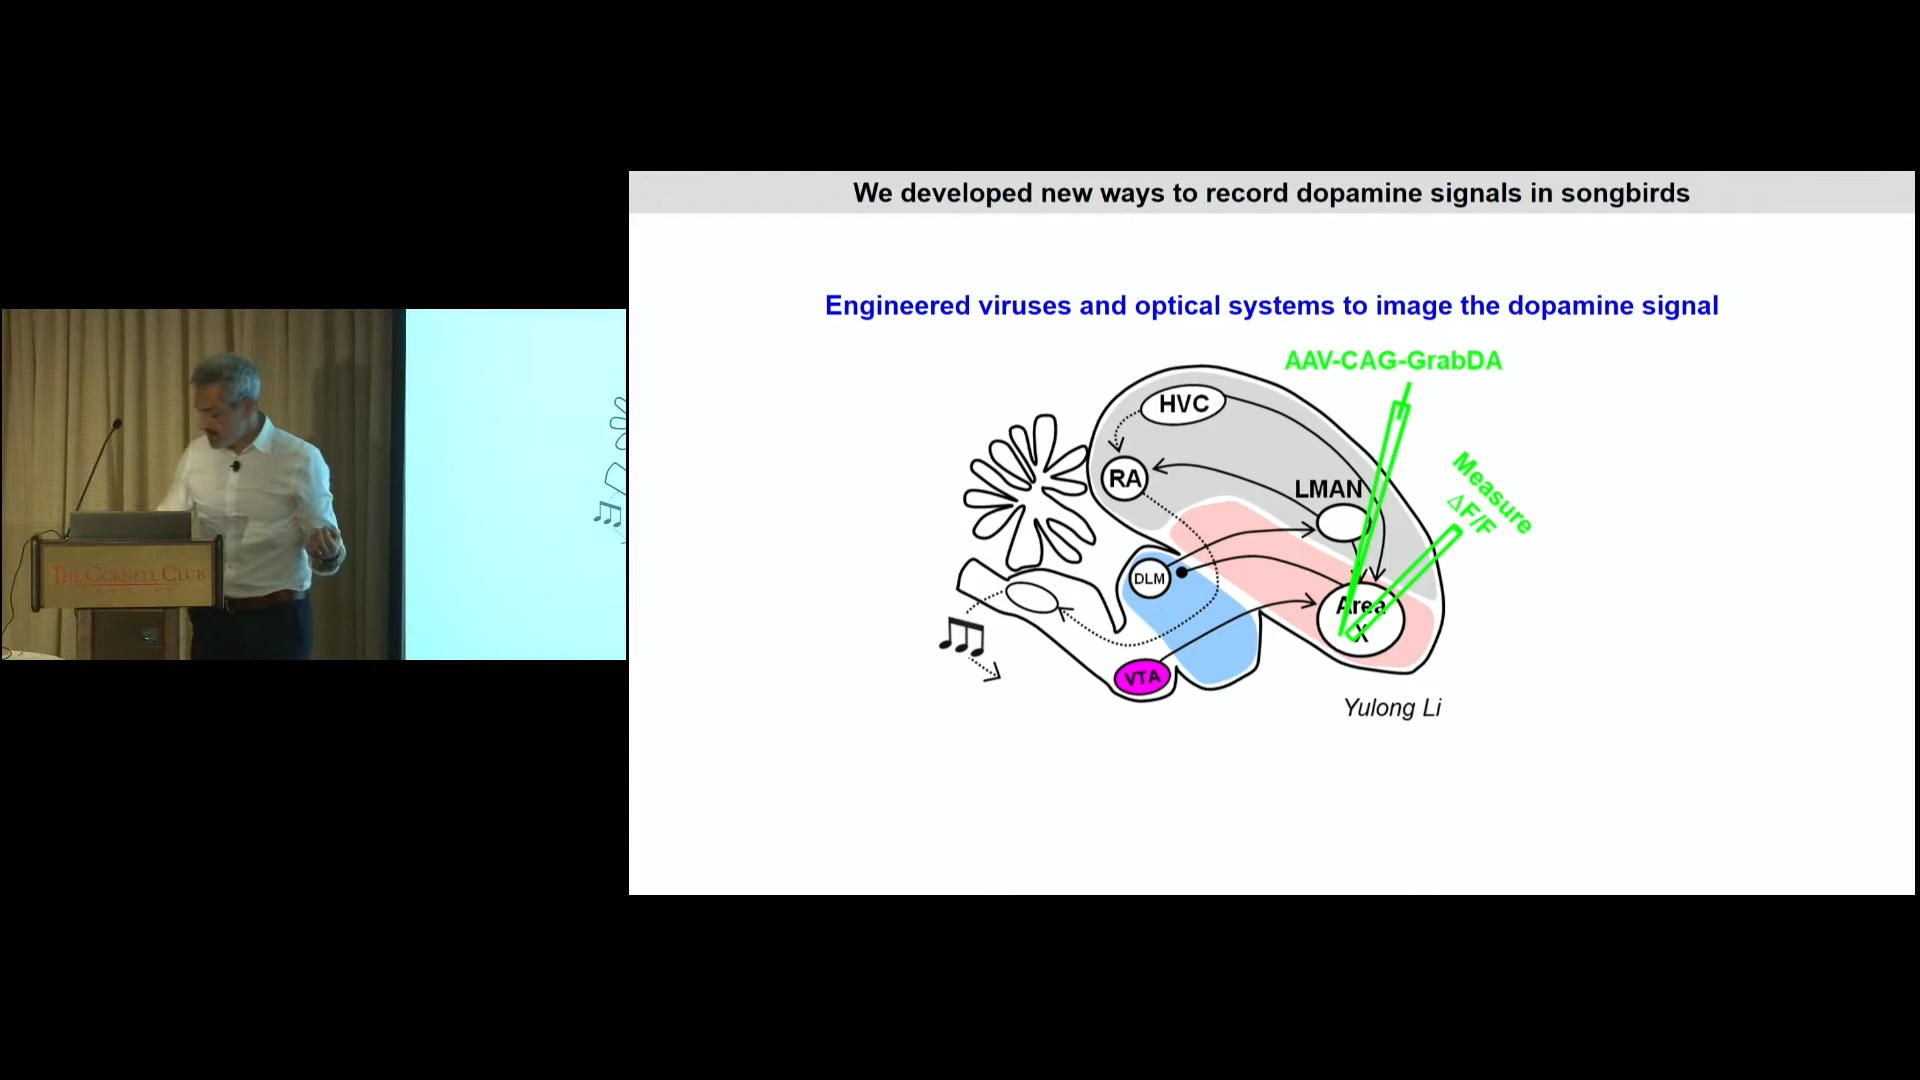 We developed new ways to record dopamine signals in songbirds
Engineered viruses and optical systems to image the dopamine signal
AAV-CAG-GrabDA
HVC
Measure
ΔF/F
RA
LMAN
DLM
Area
X
VTA
Yulong Li
THE CORNELL CLUB